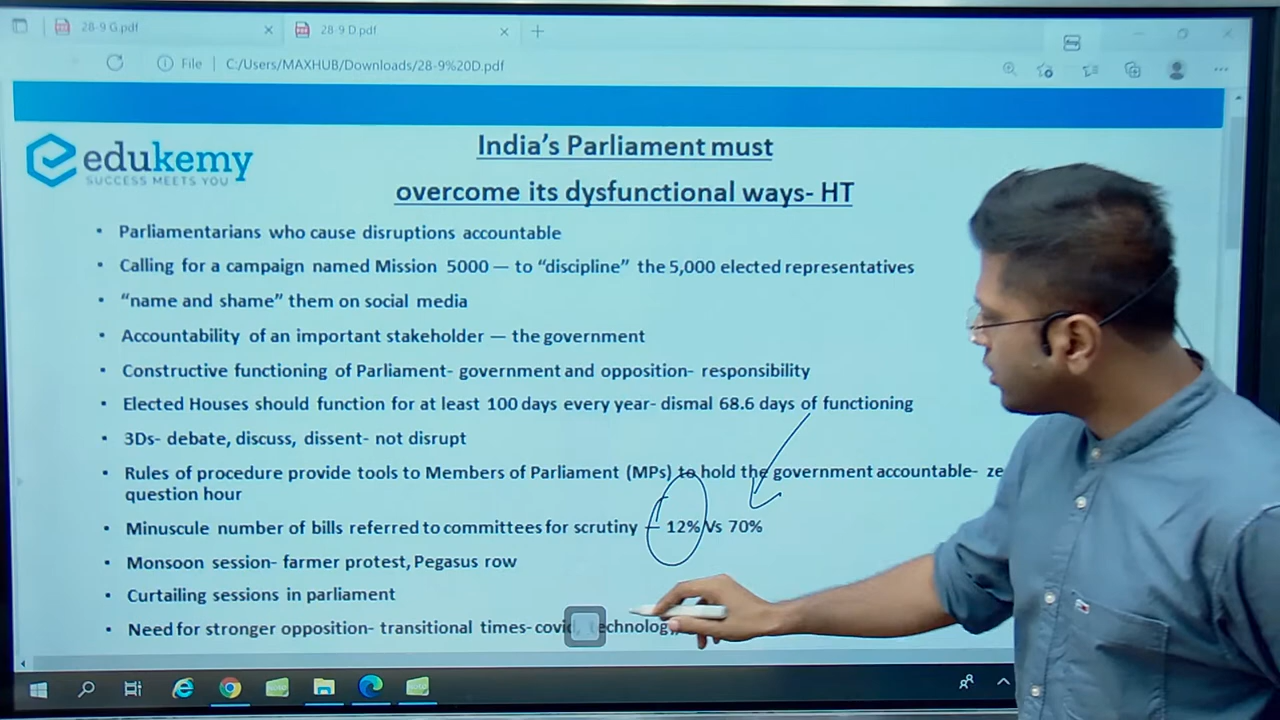 28-9 G.pdf
28-9 D.pdf
File C:/Users/MAXHUB/Downloads/28-9%20D.pdf
edukemy
SUCCESS MEETS YOU
India's Parliament must
overcome its dysfunctional ways- HT
• Parliamentarians who cause disruptions accountable
• Calling for a campaign named Mission 5000 — to “discipline” the 5,000 elected representatives
• “name and shame” them on social media
• Accountability of an important stakeholder — the government
• Constructive functioning of Parliament- government and opposition- responsibility
• Elected Houses should function for at least 100 days every year- dismal 68.6 days of functioning
• 3Ds- debate, discuss, dissent- not disrupt
• Rules of procedure provide tools to Members of Parliament (MPs) to hold the government accountable-
question hour
• Minuscule number of bills referred to committees for scrutiny — 12% Vs 70%
• Monsoon session- farmer protest, Pegasus row
• Curtailing sessions in parliament
• Need for stronger opposition- transitional times- covid, technology,